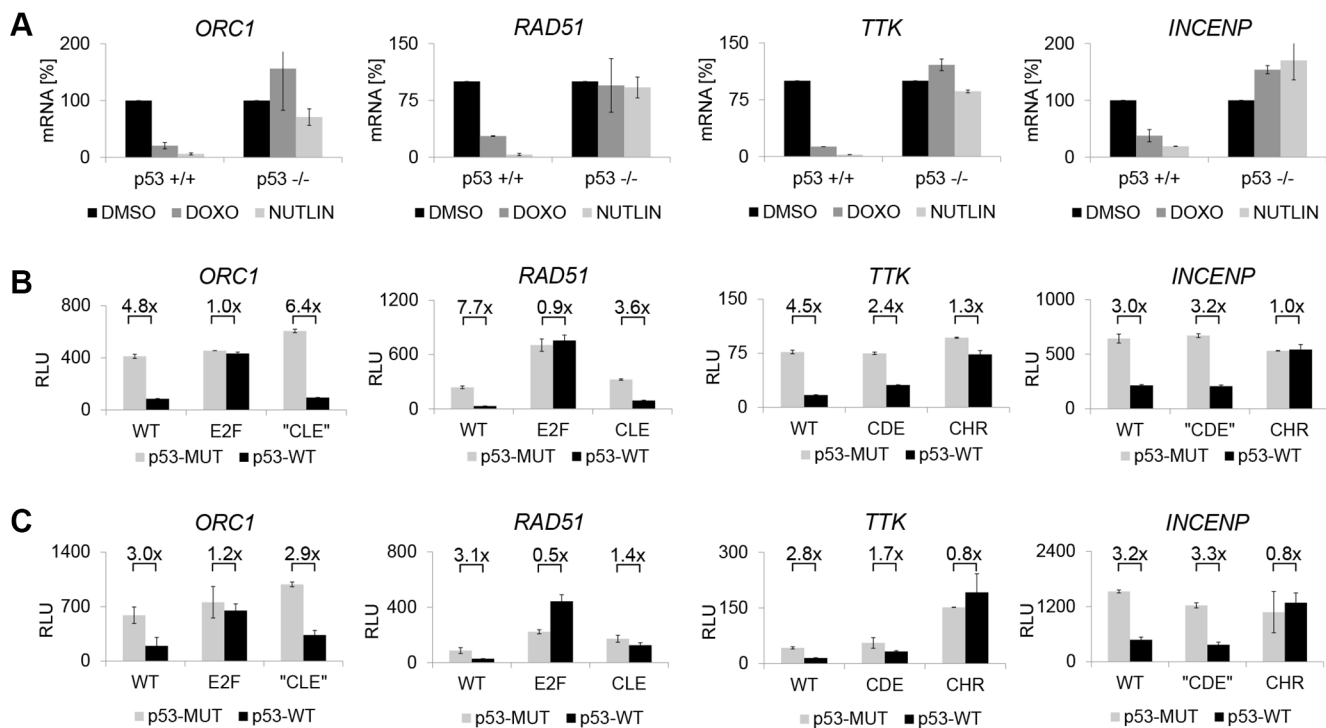 A
ORC1
mRNA [%]
200
100
0
p53 +/+ p53 -/-
DMSO DOXO NUTLIN
RAD51
mRNA [%]
150
75
0
p53 +/+ p53 -/-
DMSO DOXO NUTLIN
TTK
mRNA [%]
150
75
0
p53 +/+ p53 -/-
DMSO DOXO NUTLIN
INCENP
mRNA [%]
200
100
0
p53 +/+ p53 -/-
DMSO DOXO NUTLIN
B
ORC1
RLU
800
400
0
4.8x 1.0x 6.4x
WT E2F "CLE"
p53-MUT p53-WT
RAD51
RLU
1200
600
0
7.7x 0.9x 3.6x
WT E2F CLE
p53-MUT p53-WT
TTK
RLU
150
75
0
4.5x 2.4x 1.3x
WT CDE CHR
p53-MUT p53-WT
INCENP
RLU
1000
500
0
3.0x 3.2x 1.0x
WT "CDE" CHR
p53-MUT p53-WT
C
ORC1
RLU
1400
700
0
3.0x 1.2x 2.9x
WT E2F "CLE"
p53-MUT p53-WT
RAD51
RLU
800
400
0
3.1x 0.5x 1.4x
WT E2F CLE
p53-MUT p53-WT
TTK
RLU
300
150
0
2.8x 1.7x 0.8x
WT CDE CHR
p53-MUT p53-WT
INCENP
RLU
2400
1200
0
3.2x 3.3x 0.8x
WT "CDE" CHR
p53-MUT p53-WT